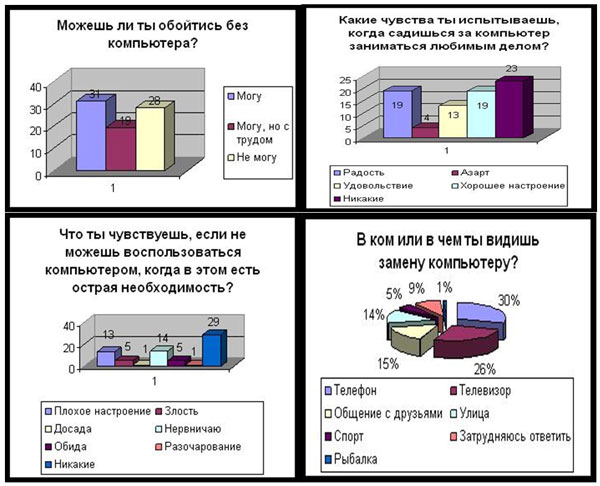 Можешь ли ты обойтись без
компьютера?
40
30
20
10
0
31
19
28
1
Могу
Могу, но с
трудом
Не могу
Какие чувства ты испытываешь,
когда садишься за компьютер
заниматься любимым делом?
25
20
15
10
5
0
19
4
13
19
23
1
Радость
Азарт
Удовольствие
Хорошее настроение
Никакие
Что ты чувствуешь, если не
можешь воспользоваться
компьютером, когда в этом есть
острая необходимость?
40
20
0
13
5
1
14
5
1
29
1
Плохое настроение
Злость
Досада
Нервничаю
Обида
Разочарование
Никакие
В ком или в чем ты видишь
замену компьютеру?
5%
9%
1%
30%
14%
15%
26%
Телефон
Телевизор
Общение с друзьями
Улица
Спорт
Затрудняюсь ответить
Рыбалка